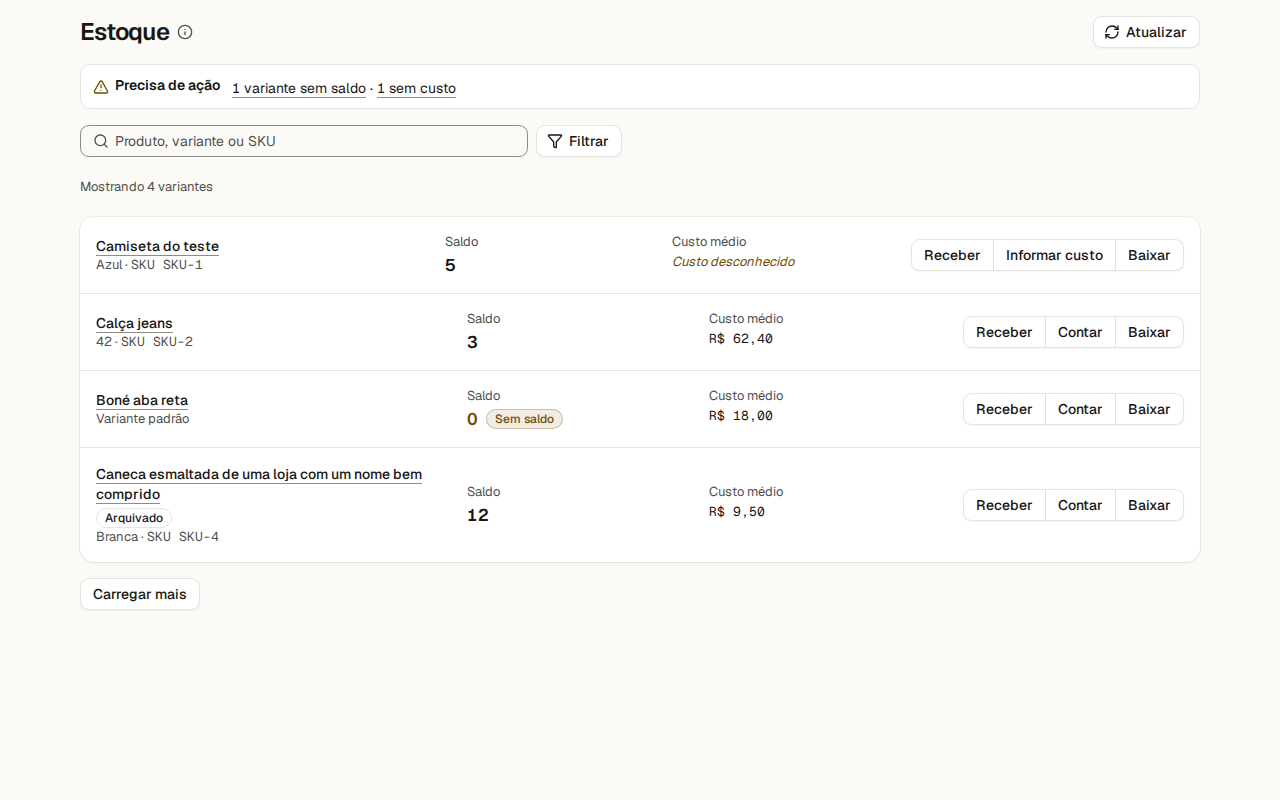 Estoque
Atualizar
Precisa de ação 1 variante sem saldo · 1 sem custo
Produto, variante ou SKU
Filtrar
Mostrando 4 variantes
Camiseta do teste
Azul · SKU SKU-1
Saldo
5
Custo médio
Custo desconhecido
Receber
Informar custo
Baixar
Calça jeans
42 · SKU SKU-2
Saldo
3
Custo médio
R$ 62,40
Receber
Contar
Baixar
Boné aba reta
Variante padrão
Saldo
0 Sem saldo
Custo médio
R$ 18,00
Receber
Contar
Baixar
Caneca esmaltada de uma loja com um nome bem
comprido
Arquivado
Branca · SKU SKU-4
Saldo
12
Custo médio
R$ 9,50
Receber
Contar
Baixar
Carregar mais